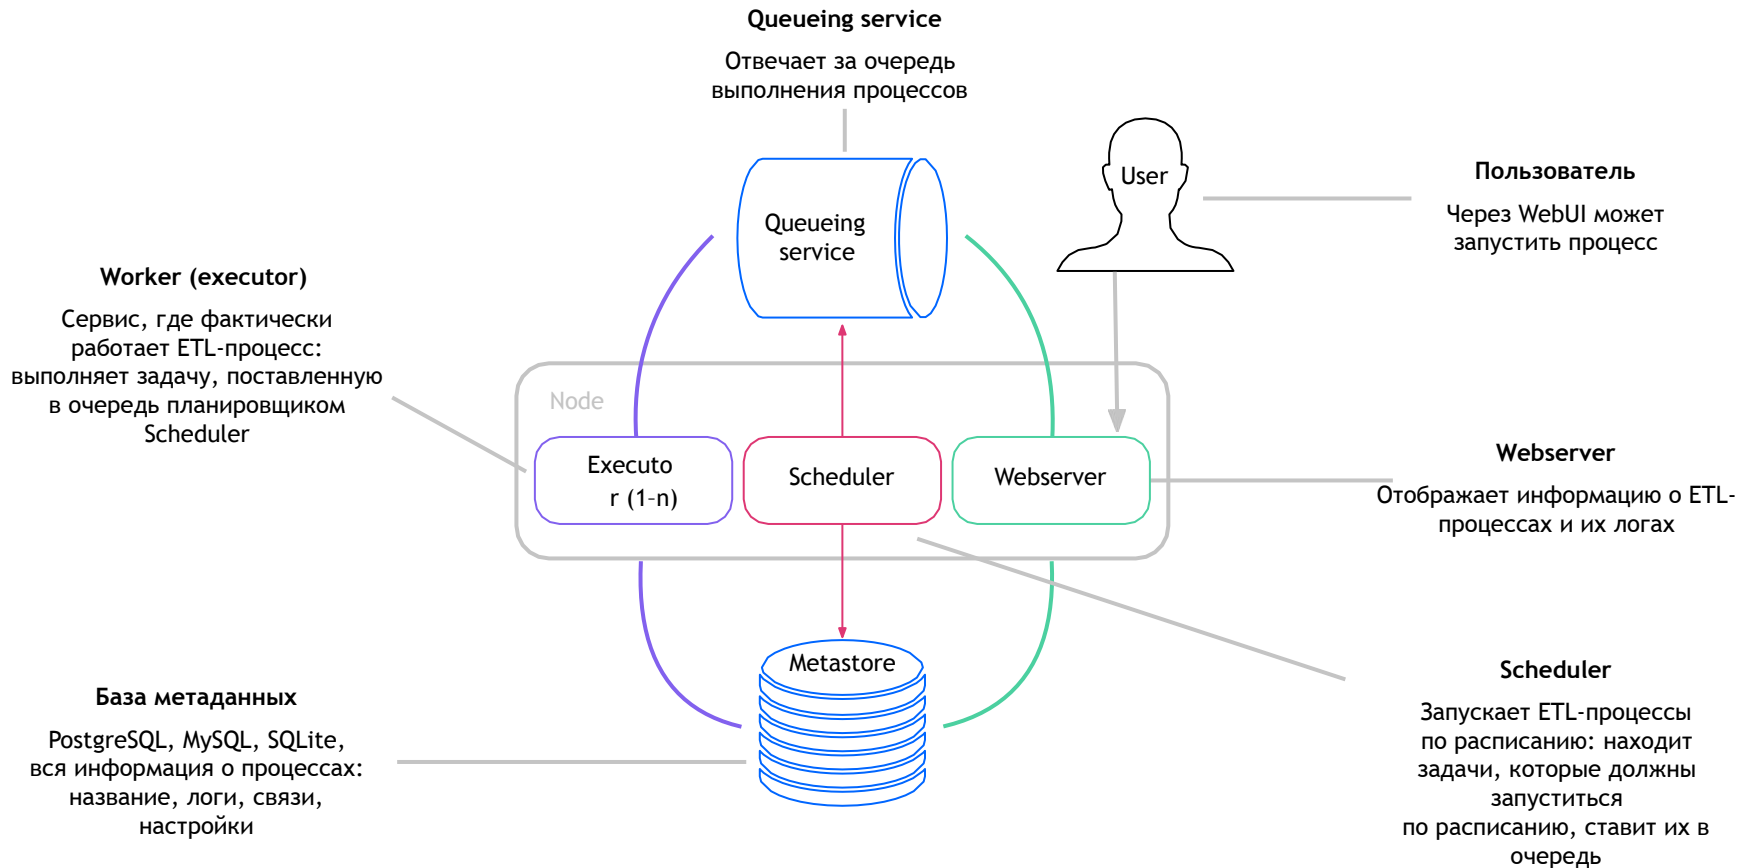 Queueing service
Отвечает за очередь
выполнения процессов
User
Пользователь
Через WebUI может
запустить процесс
Queueing
service
Worker (executor)
Сервис, где фактически
работает ETL-процесс:
выполняет задачу, поставленную
в очередь планировщиком
Scheduler
Node
Executo
r (1-n)
Scheduler
Webserver
Webserver
Отображает информацию о ETL-
процессах и их логах
Metastore
База метаданных
PostgreSQL, MySQL, SQLite,
вся информация о процессах:
название, логи, связи,
настройки
Scheduler
Запускает ETL-процессы
по расписанию: находит
задачи, которые должны
запуститься
по расписанию, ставит их в
очередь